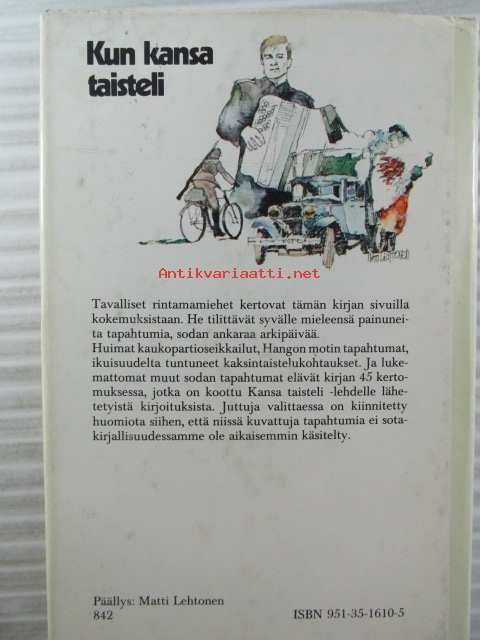 Kun kansa
taisteli
Antikvariaatti.net
Tavalliset rintamamiehet kertovat tämän kirjan sivuilla
kokemuksistaan. He tilittävät syvälle mieleensä painunei-
ta tapahtumia, sodan ankaraa arkipäivää.
Huimat kaukopartioseikkailut, Hangon motin tapahtumat,
ikuisuudelta tuntuneet kaksintaistelukohtaukset. Ja luke-
mattomat muut sodan tapahtumat elävät kirjan 45 kerto-
muksessa, jotka on koottu Kansa taisteli -lehdelle lähe-
tetyistä kirjoituksista. Juttuja valittaessa on kiinnitetty
huomiota siihen, että niissä kuvattuja tapahtumia ei sota-
kirjallisuudessamme ole aikaisemmin käsitelty.
Päällys: Matti Lehtonen
842
ISBN 951-35-1610-5